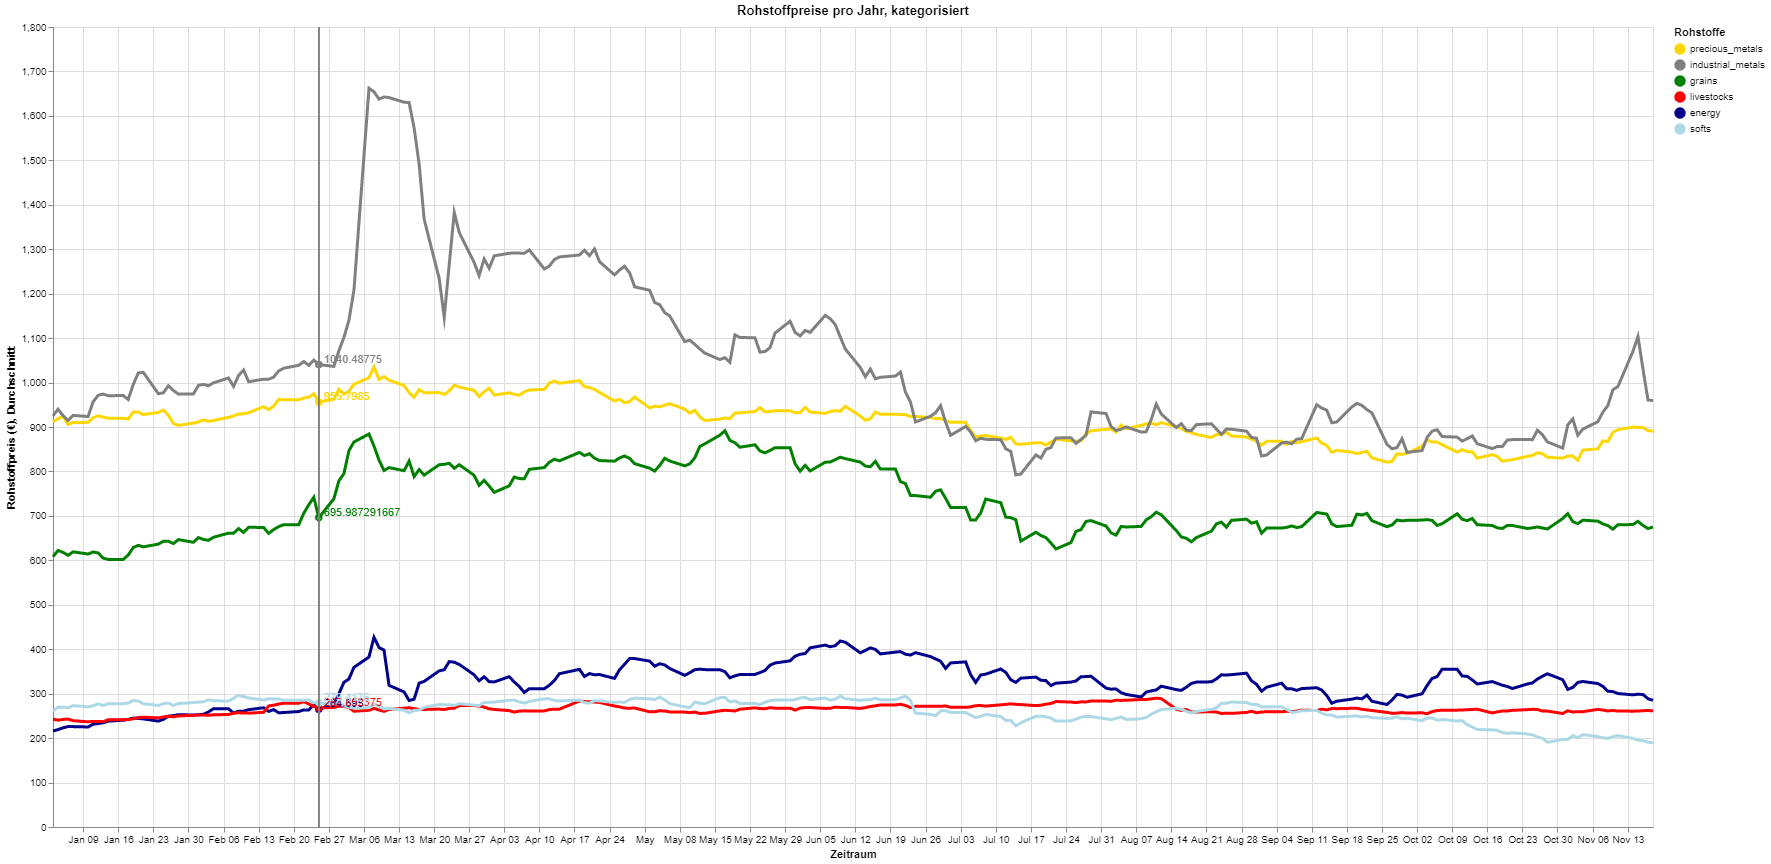 Rohstoffpreise pro Jahr, kategorisiert
1,800
1,700
1,600
1,500
1,400
1,300
1,200
1,100
1,000
900
800
700
600
500
400
300
200
100
0
Rohstoffpreis (€), Durchschnitt
1040.48775
955.7985
695.987291667
Jan 09 Jan 16 Jan 23 Jan 30 Feb 06 Feb 13 Feb 20 Feb 27 Mar 06 Mar 13 Mar 20 Mar 27 Apr 03 Apr 10 Apr 17 Apr 24 May May 08 May 15 May 22 May 29 Jun 05 Jun 12 Jun 19 Jun 26 Jul 03 Jul 10 Jul 17 Jul 24 Jul 31 Aug 07 Aug 14 Aug 21 Aug 28 Sep 04 Sep 11 Sep 18 Sep 25 Oct 02 Oct 09 Oct 16 Oct 23 Oct 30 Nov 06 Nov 13
Zeitraum
Rohstoffe
precious_metals
industrial_metals
grains
livestocks
energy
softs